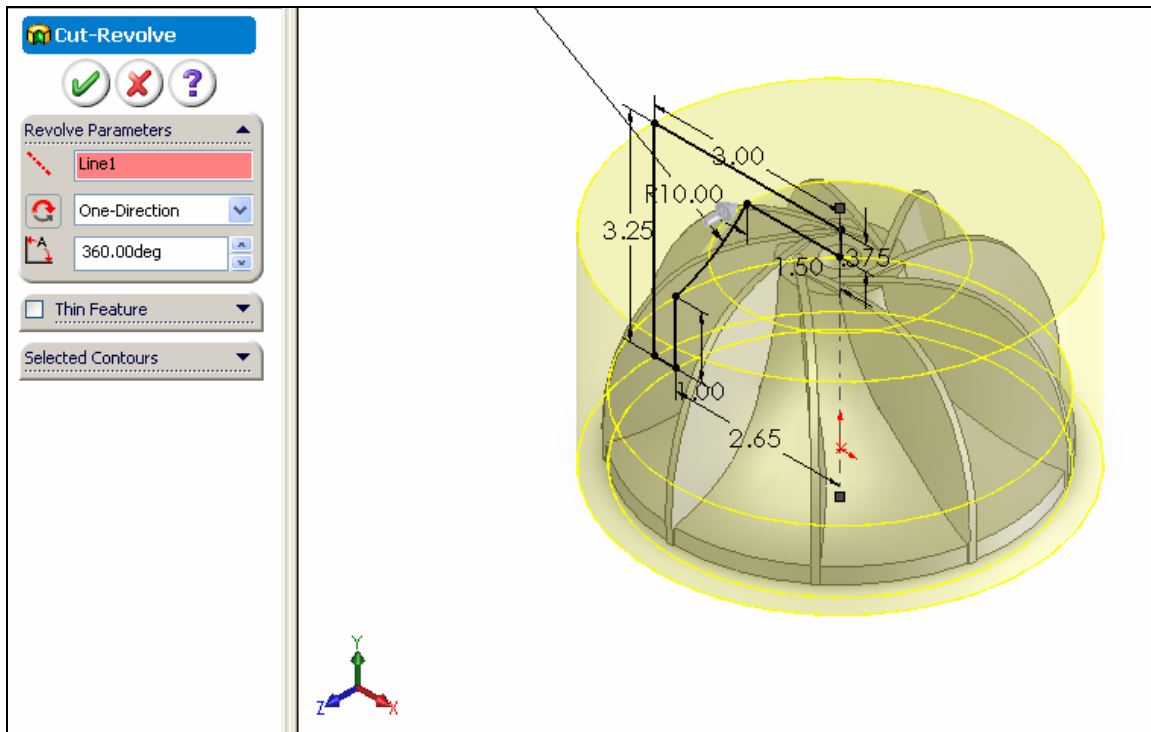 Cut-Revolve
?
Revolve Parameters
Line1
One-Direction
A
360.00deg
Thin Feature
Selected Contours
3.00
R10.00
3.25
1.50
.375
1.00
2.65
Y
Z
X